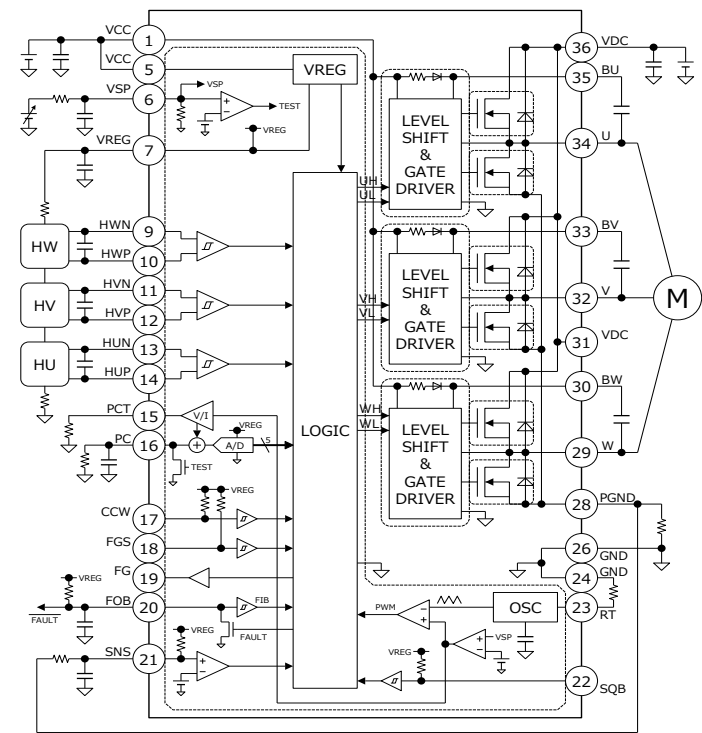 VCC
1
VCC
5
VREG
VSP
6
VSP
TEST
VREG
7
VREG
HW
HWN
9
HWP
10
HV
HVN
11
HVP
12
HU
HUN
13
HUP
14
PCT
15
V/I
PC
16
+
A/D
VREG
5
TEST
CCW
17
VREG
FGS
18
FG
19
FOB
20
VREG
FAULT
FIB
FAULT
SNS
21
VREG
+
−
LOGIC
UH
UL
VH
VL
WH
WL
LEVEL
SHIFT
&
GATE
DRIVER
LEVEL
SHIFT
&
GATE
DRIVER
LEVEL
SHIFT
&
GATE
DRIVER
36
VDC
35
BU
34
U
33
BV
32
V
M
31
VDC
30
BW
29
W
28
PGND
26
GND
24
GND
23
RT
OSC
PWM
−
+
VSP
VREG
22
SQB